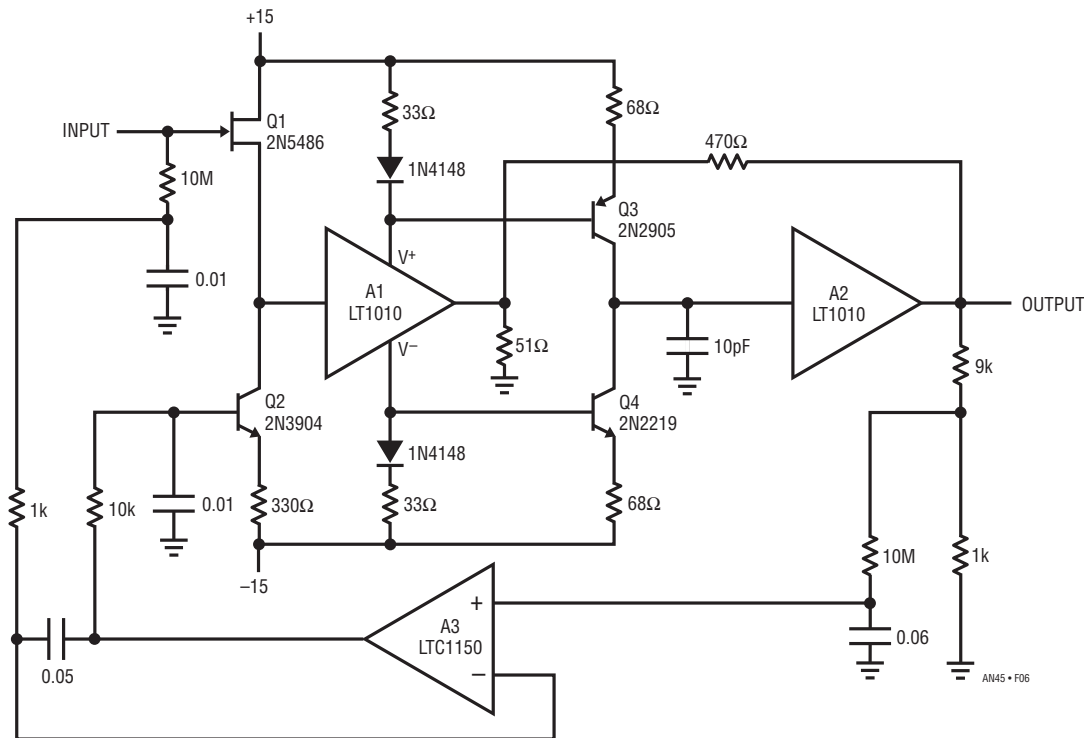 +15
33Ω
68Ω
INPUT
Q1
2N5486
10M
1N4148
470Ω
Q3
2N2905
0.01
V+
A1
LT1010
V–
51Ω
10pF
A2
LT1010
OUTPUT
9k
Q2
2N3904
1N4148
Q4
2N2219
1k
10k
0.01
330Ω
33Ω
68Ω
10M
1k
–15
+
A3
LTC1150
–
0.05
0.06
AN45 • F06